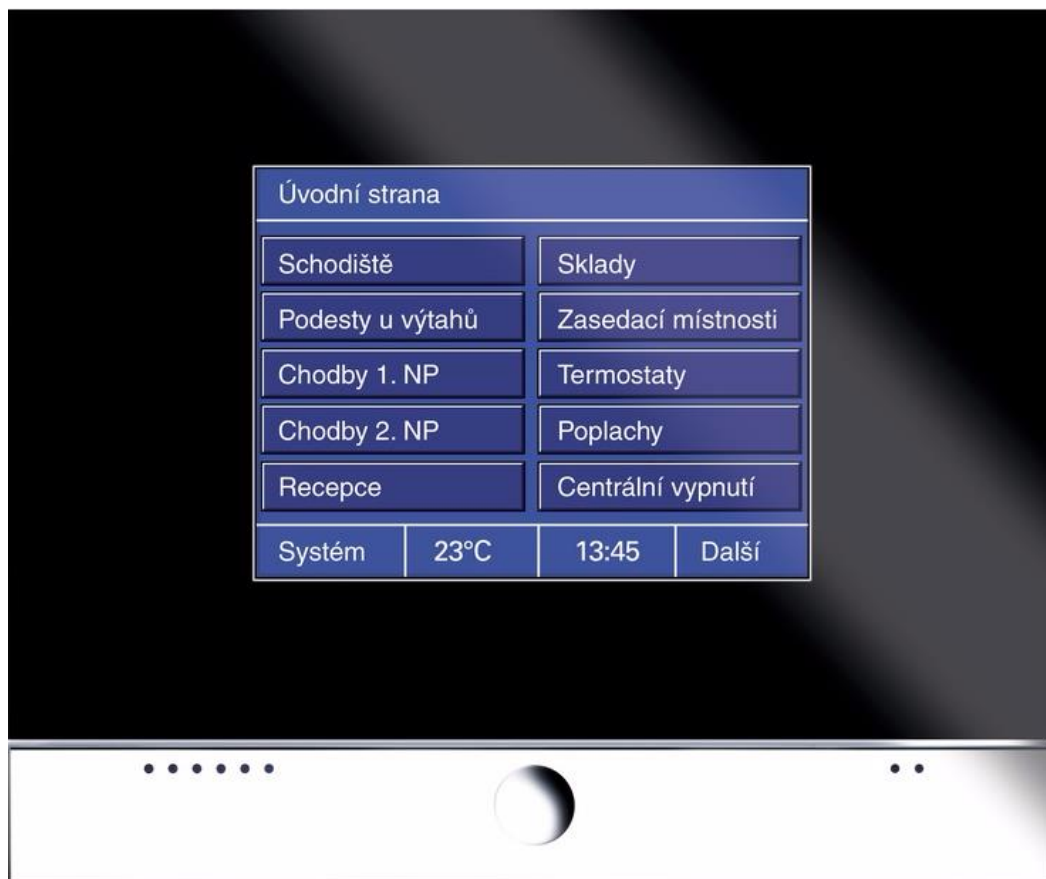 Úvodní strana
Schodiště
Sklady
Podesty u výtahů
Zasedací místnosti
Chodby 1. NP
Termostaty
Chodby 2. NP
Poplachy
Recepce
Centrální vypnutí
Systém
23°C
13:45
Další